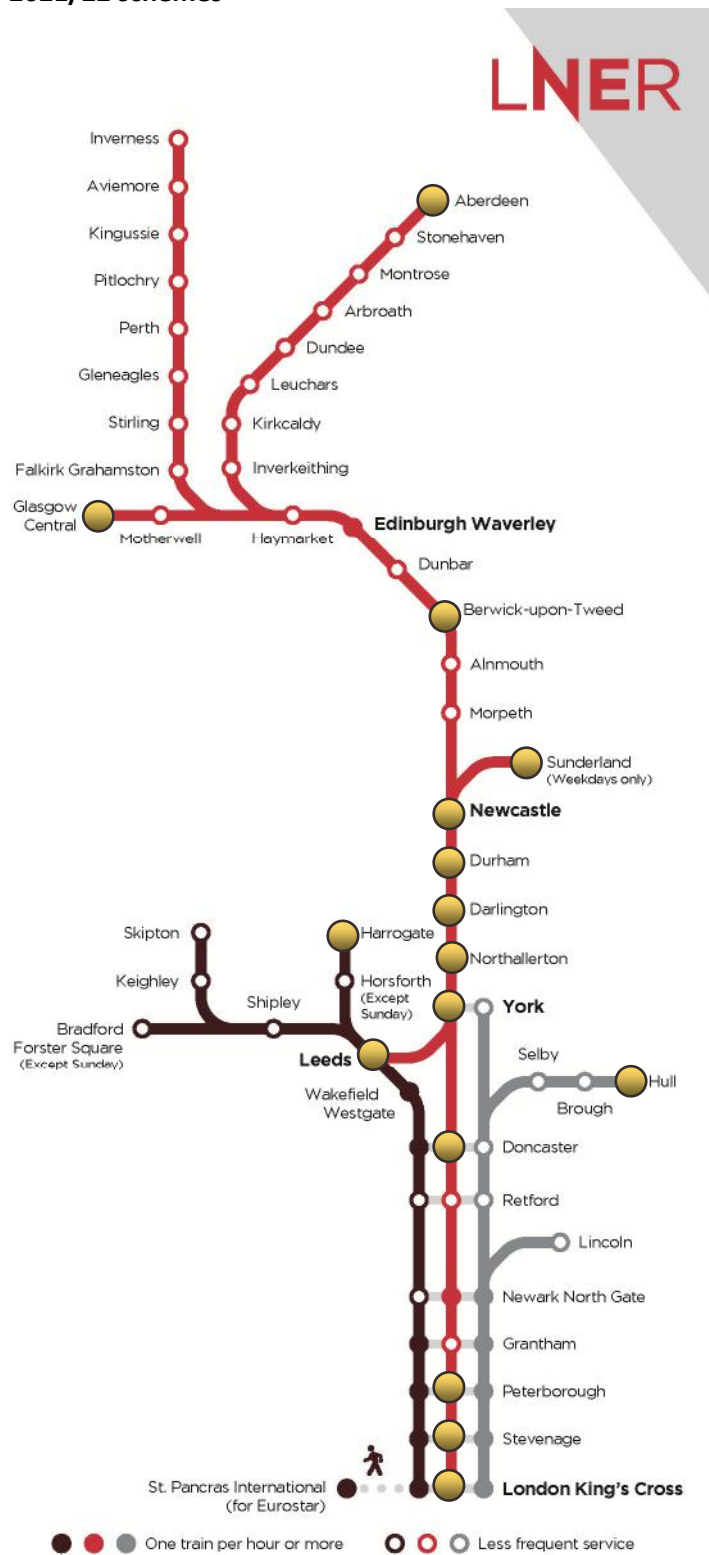 LNER
Inverness
Aviemore
Aberdeen
Kingussie
Stonehaven
Pitlochry
Montrose
Arbroath
Perth
Dundee
Gleneagles
Leuchars
Stirling
Kirkcaldy
Falkirk Grahamston
Inverkeithing
Glasgow
Central
Motherwell
Haymarket
Edinburgh Waverley
Dunbar
Berwick-upon-Tweed
Alnmouth
Morpeth
Sunderland
(Weekdays only)
Newcastle
Durham
Darlington
Skipton
Harrogate
Northallerton
Keighley
Horsforth
(Except
Sunday)
Shipley
York
Bradford
Forster Square
(Except Sunday)
Leeds
Selby
Hull
Brough
Wakefield
Westgate
Doncaster
Retford
Lincoln
Newark North Gate
Grantham
Peterborough
Stevenage
St. Pancras International
(for Eurostar)
London King's Cross
One train per hour or more
Less frequent service